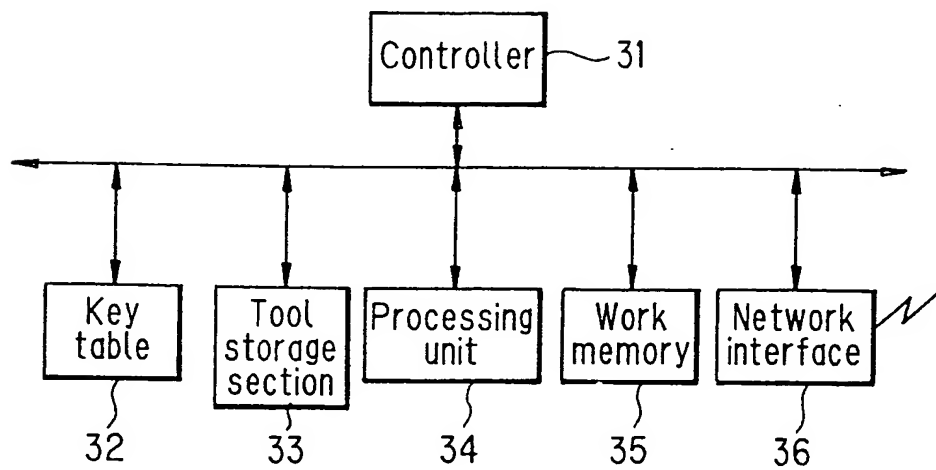 Controller
31
Key
table
Tool
storage
section
Processing
unit
Work
memory
Network
interface
32
33
34
35
36